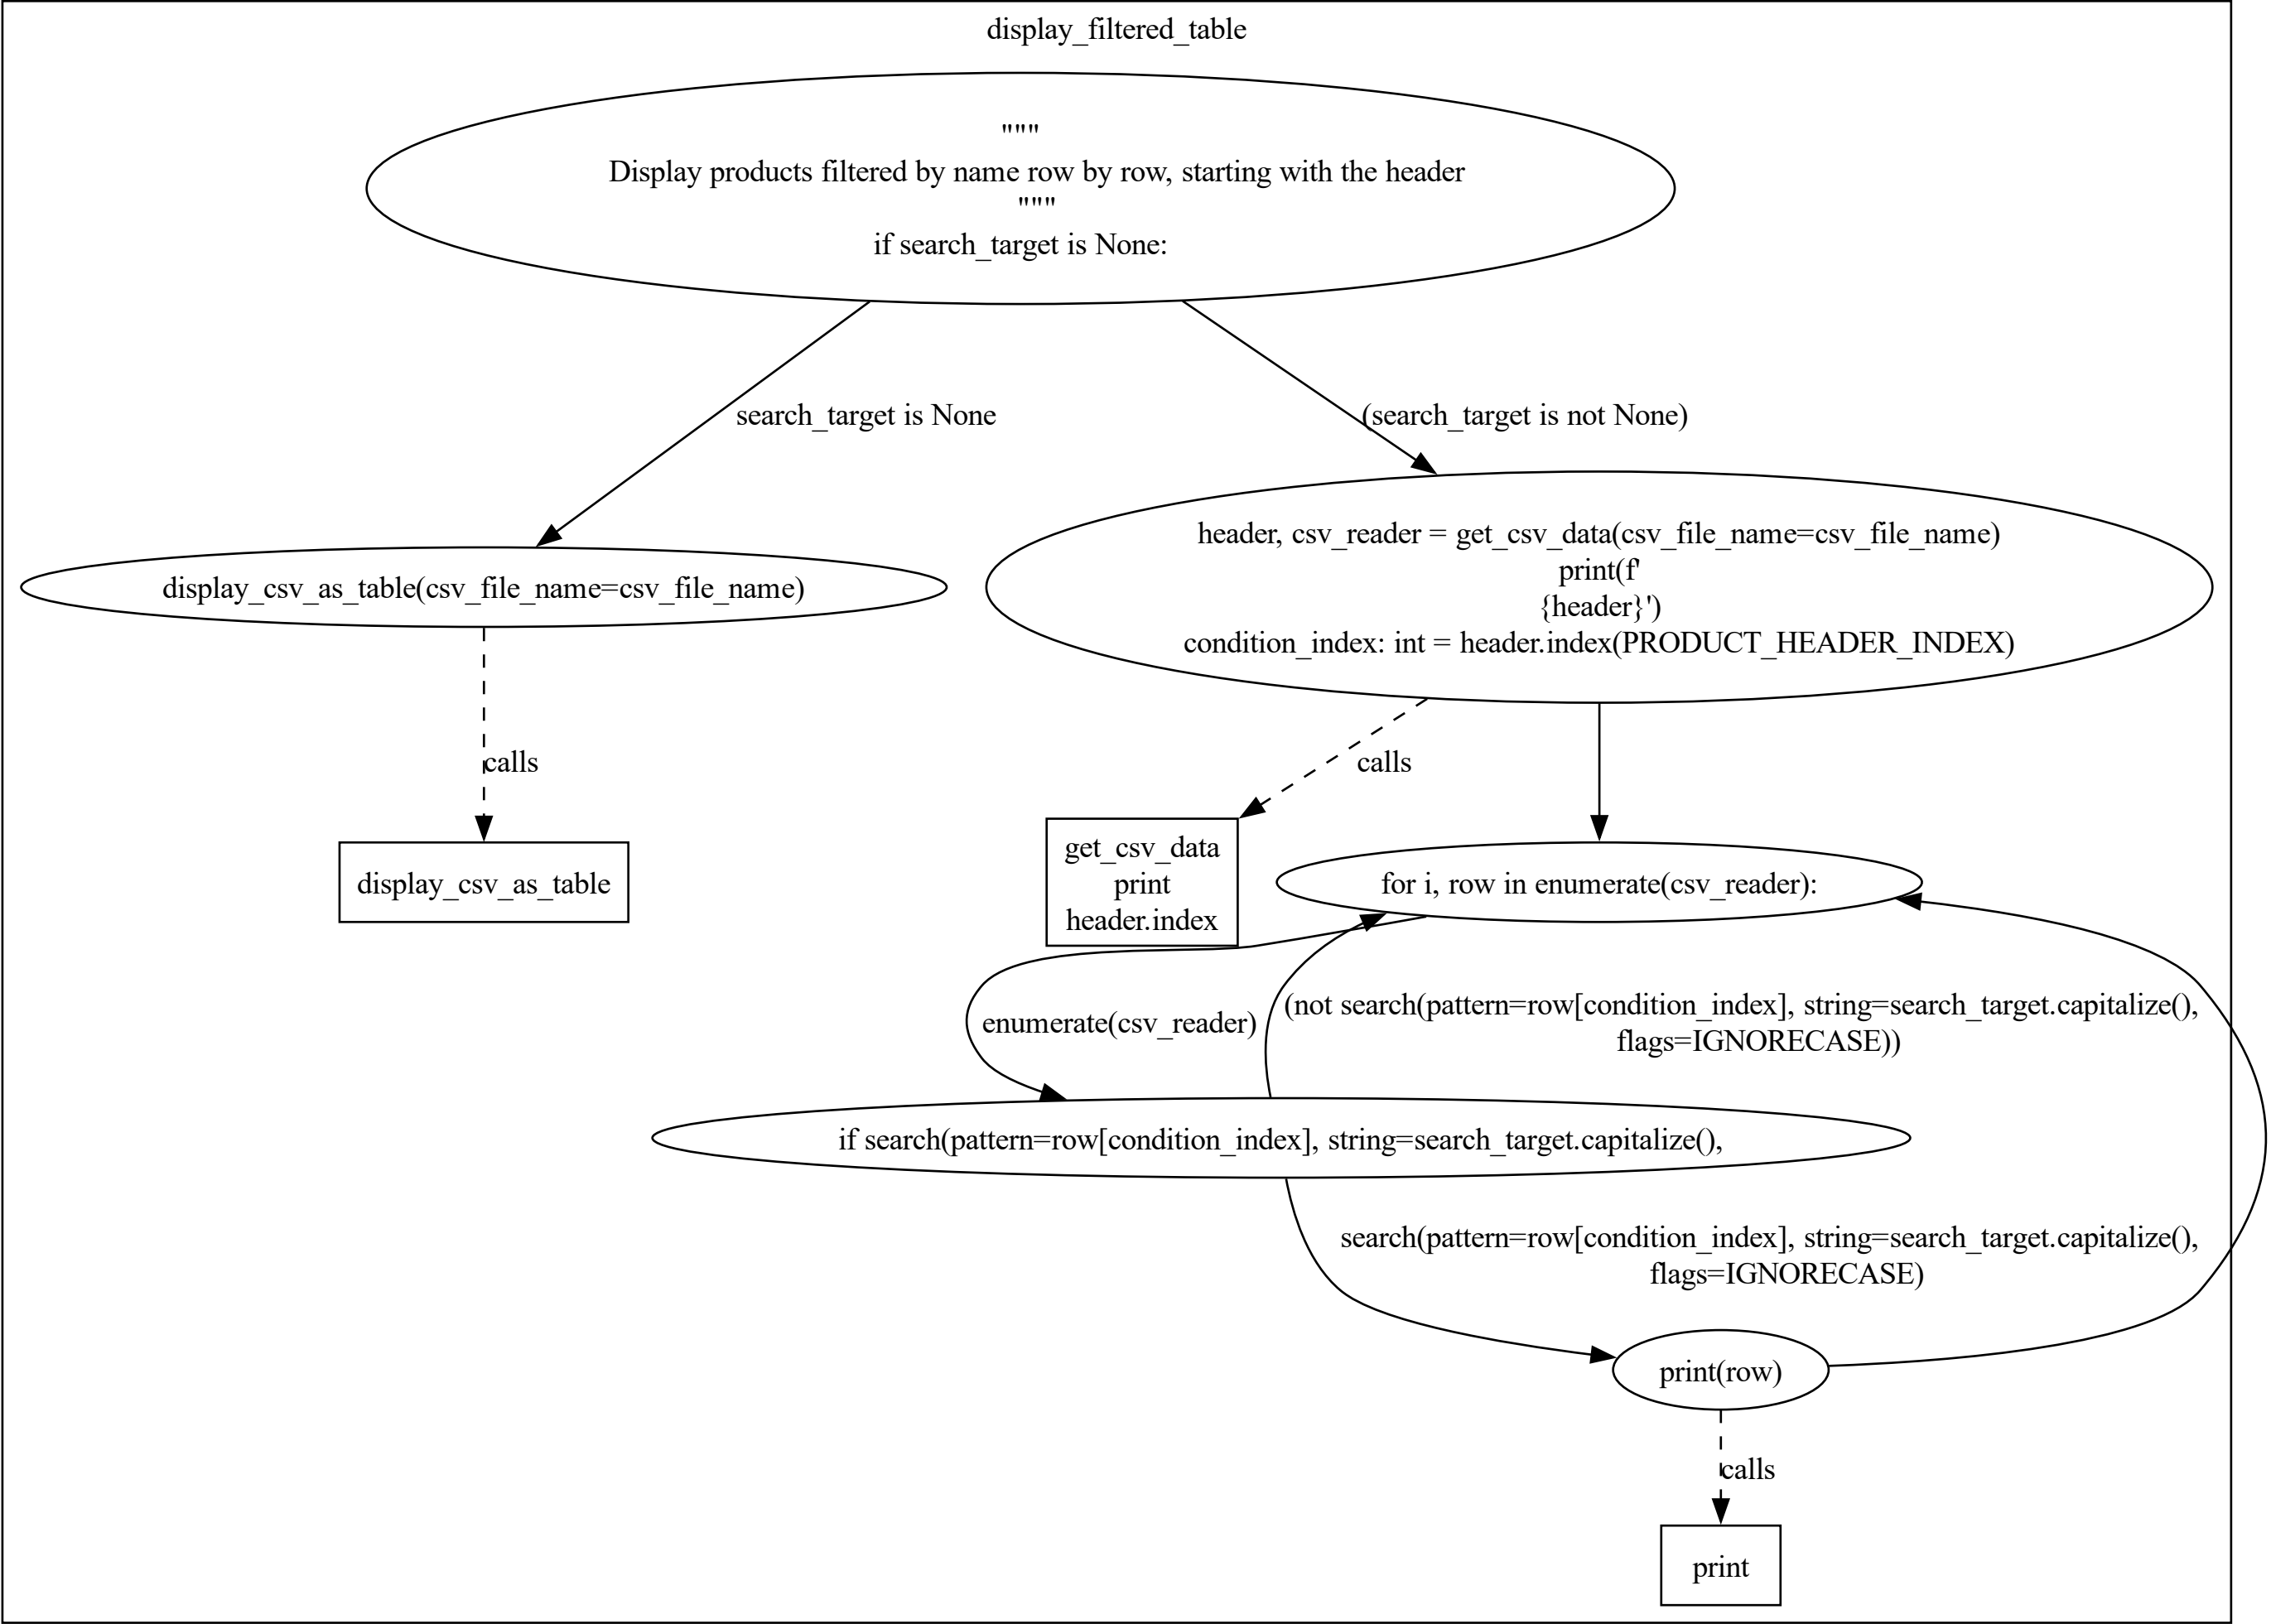 display_filtered_table
"""
Display products filtered by name row by row, starting with the header
"""
if search_target is None:
search_target is None
(search_target is not None)
display_csv_as_table(csv_file_name=csv_file_name)
header, csv_reader = get_csv_data(csv_file_name=csv_file_name)
print(f'
{header}')
condition_index: int = header.index(PRODUCT_HEADER_INDEX)
calls
calls
display_csv_as_table
get_csv_data
print
header.index
for i, row in enumerate(csv_reader):
enumerate(csv_reader)
(not search(pattern=row[condition_index], string=search_target.capitalize(),
flags=IGNORECASE))
if search(pattern=row[condition_index], string=search_target.capitalize(),
search(pattern=row[condition_index], string=search_target.capitalize(),
flags=IGNORECASE)
print(row)
calls
print